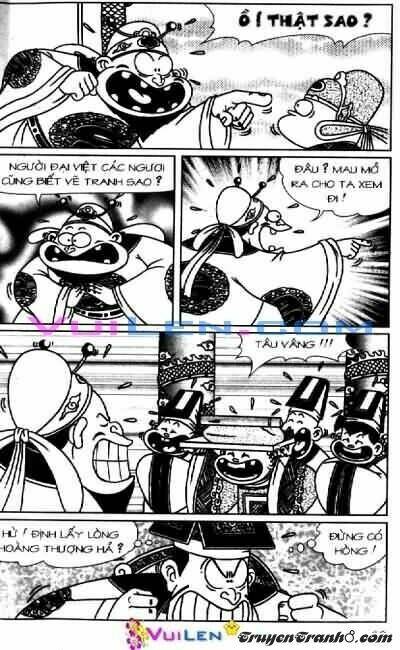 Ồ! THẬT SAO?
NGƯỜI ĐẠI VIỆT CÁC NGƯƠI
CŨNG BIẾT VẼ TRANH SAO?
ĐÂU? MAU MỞ
RA CHO TA XEM
ĐI!
VUILEN.COM
TÂU VÂNG!!!
HỪ! ĐỊNH LẤY LÒNG
HOÀNG THƯỢNG HẢ?
ĐỪNG CÓ
HÒNG!
VUILEN
TruyenTranh8.com